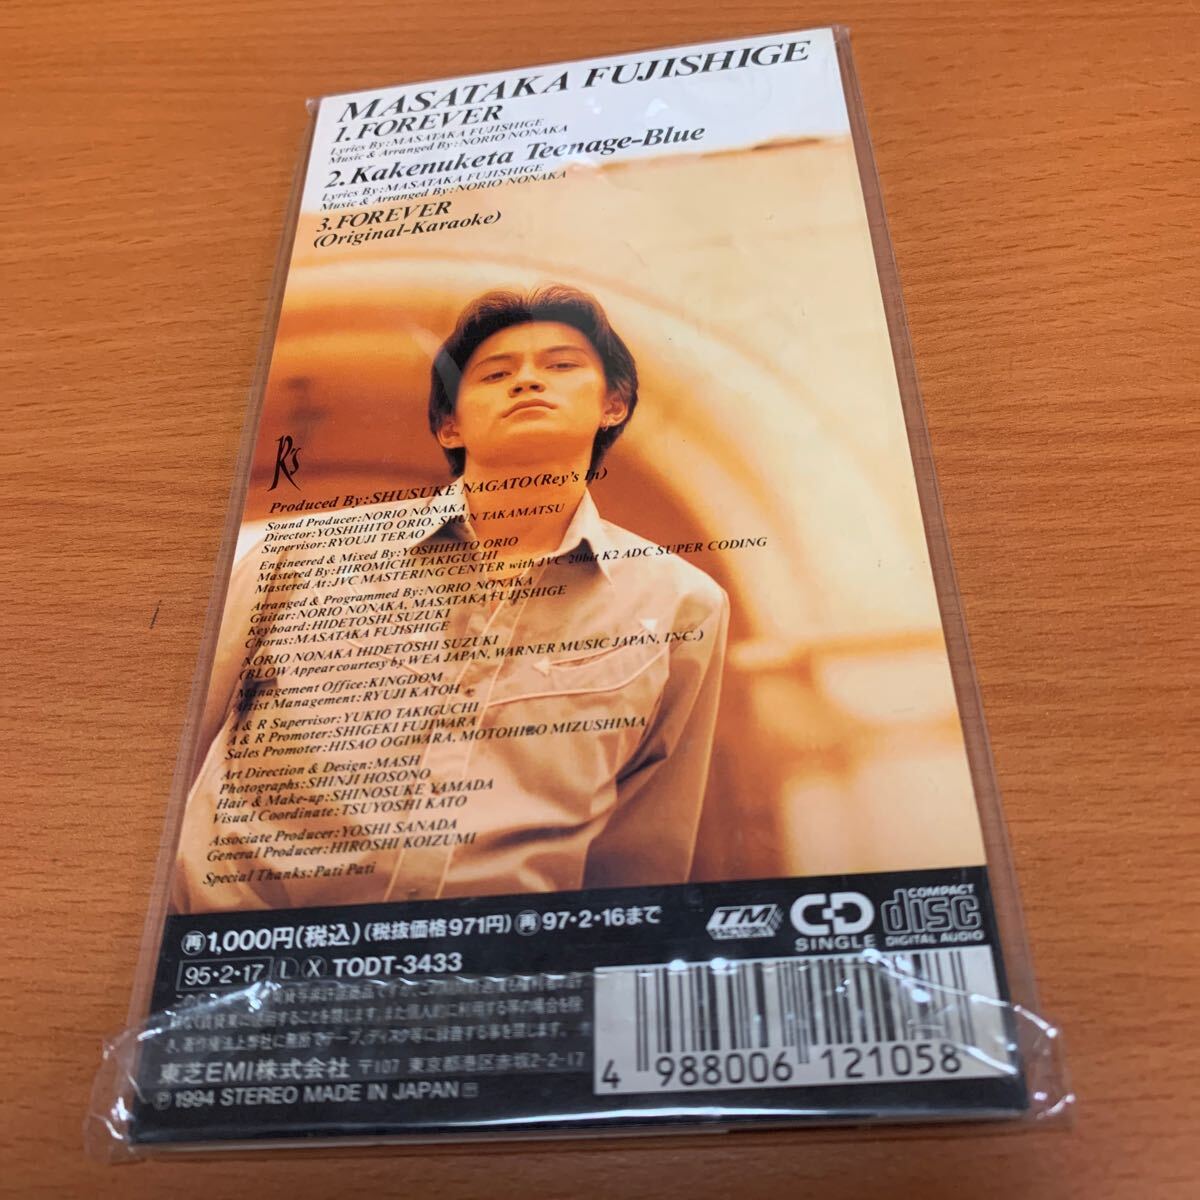 MASATAKA FUJISHIGE
1.FOREVER
Lyrics By:MASATAKA FUJISHIGE
Music & Arranged By:NORIO NONAKA
2.Kakenuketa Teenage-Blue
Lyrics By:MASATAKA FUJISHIGE
Music & Arranged By:NORIO NONAKA
3.FOREVER
(Original-Karaoke)
R's
Produced By:SHUSUKE NAGATO(Rey's In)
Sound Producer:NORIO NONAKA
Director:YOSHIHITO ORIO, SHUN TAKAMATSU
Supervisor:RYOUJI TERAO
Engineered & Mixed By:YOSHIHITO ORIO
Mastered By:HIROMICHI TAKIGUCHI
Mastered At:JVC MASTERING CENTER with JVC 20bit K2 ADC SUPER CODING
Arranged & Programmed By:NORIO NONAKA
Guitar:NORIO NONAKA, MASATAKA FUJISHIGE
Keyboard:HIDETOSHI SUZUKI
Chorus:MASATAKA FUJISHIGE
NORIO NONAKA HIDETOSHI SUZUKI
(BLOW Appear courtesy by WEA JAPAN, WARNER MUSIC JAPAN, INC.)
Management Office:KINGDOM
Artist Management:RYUJI KATOH
A & R Supervisor:YUKIO TAKIGUCHI
A & R Promoter:SHIGEKI FUJIWARA
Sales Promoter:HISAO OGIWARA, MOTOHIRO MIZUSHIMA
Art Direction & Design:MASH
Photographs:SHINJI HOSONO
Hair & Make-up:SHINOSUKE YAMADA
Visual Coordinate:TSUYOSHI KATO
Associate Producer:YOSHI SANADA
General Producer:HIROSHI KOIZUMI
Special Thanks:Pati Pati
再1,000円(税込)(税抜価格971円)再97・2・16まで
TM
CD
SINGLE
COMPACT
disc
DIGITAL AUDIO
95・2・17 L X TODT-3433
東芝EMI株式会社 〒107 東京都港区赤坂2-2-17
Ⓟ1994 STEREO MADE IN JAPAN
4 988006 121058